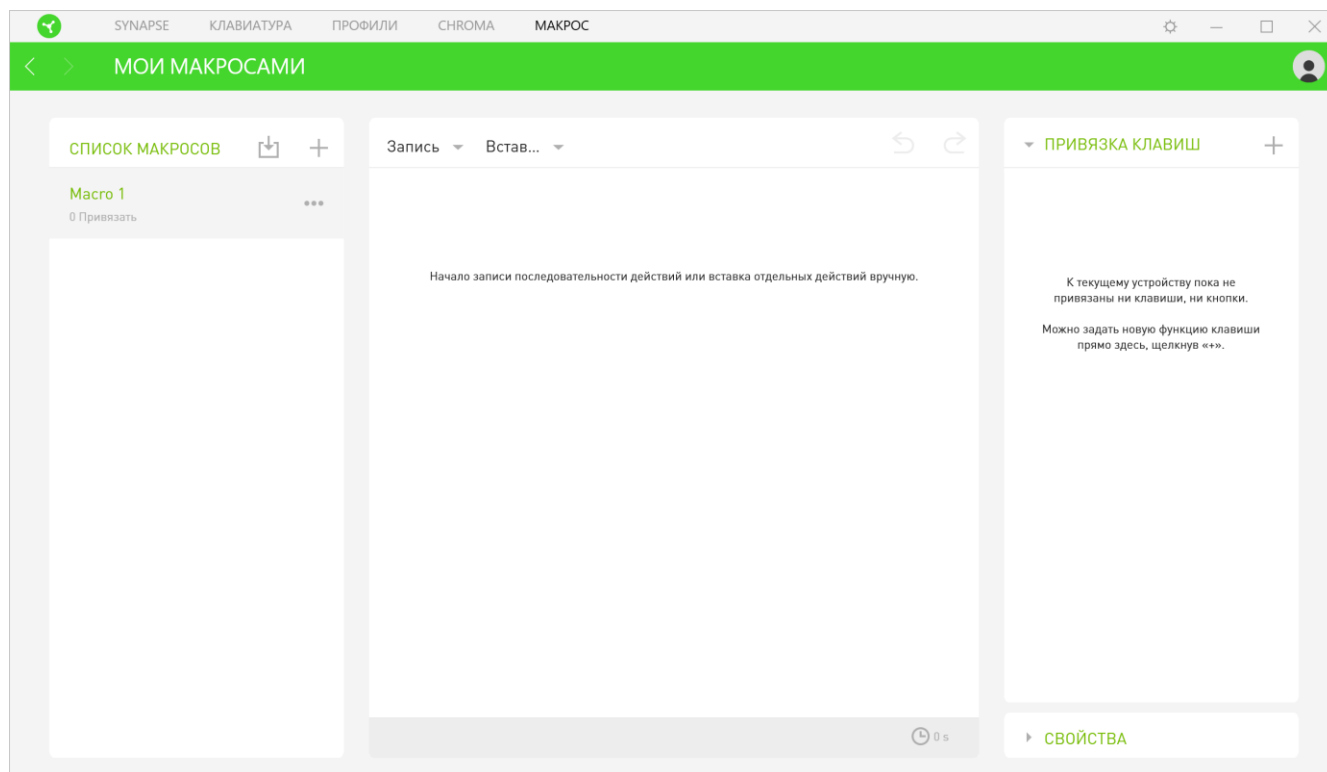 SYNAPSE КЛАВИАТУРА ПРОФИЛИ CHROMA МАКРОС
МОИ МАКРОСАМИ
СПИСОК МАКРОСОВ
Macro 1
0 Привязать
Запись Встав...
Начало записи последовательности действий или вставка отдельных действий вручную.
0 s
ПРИВЯЗКА КЛАВИШ
К текущему устройству пока не
привязаны ни клавиши, ни кнопки.
Можно задать новую функцию клавиши
прямо здесь, щелкнув «+».
СВОЙСТВА